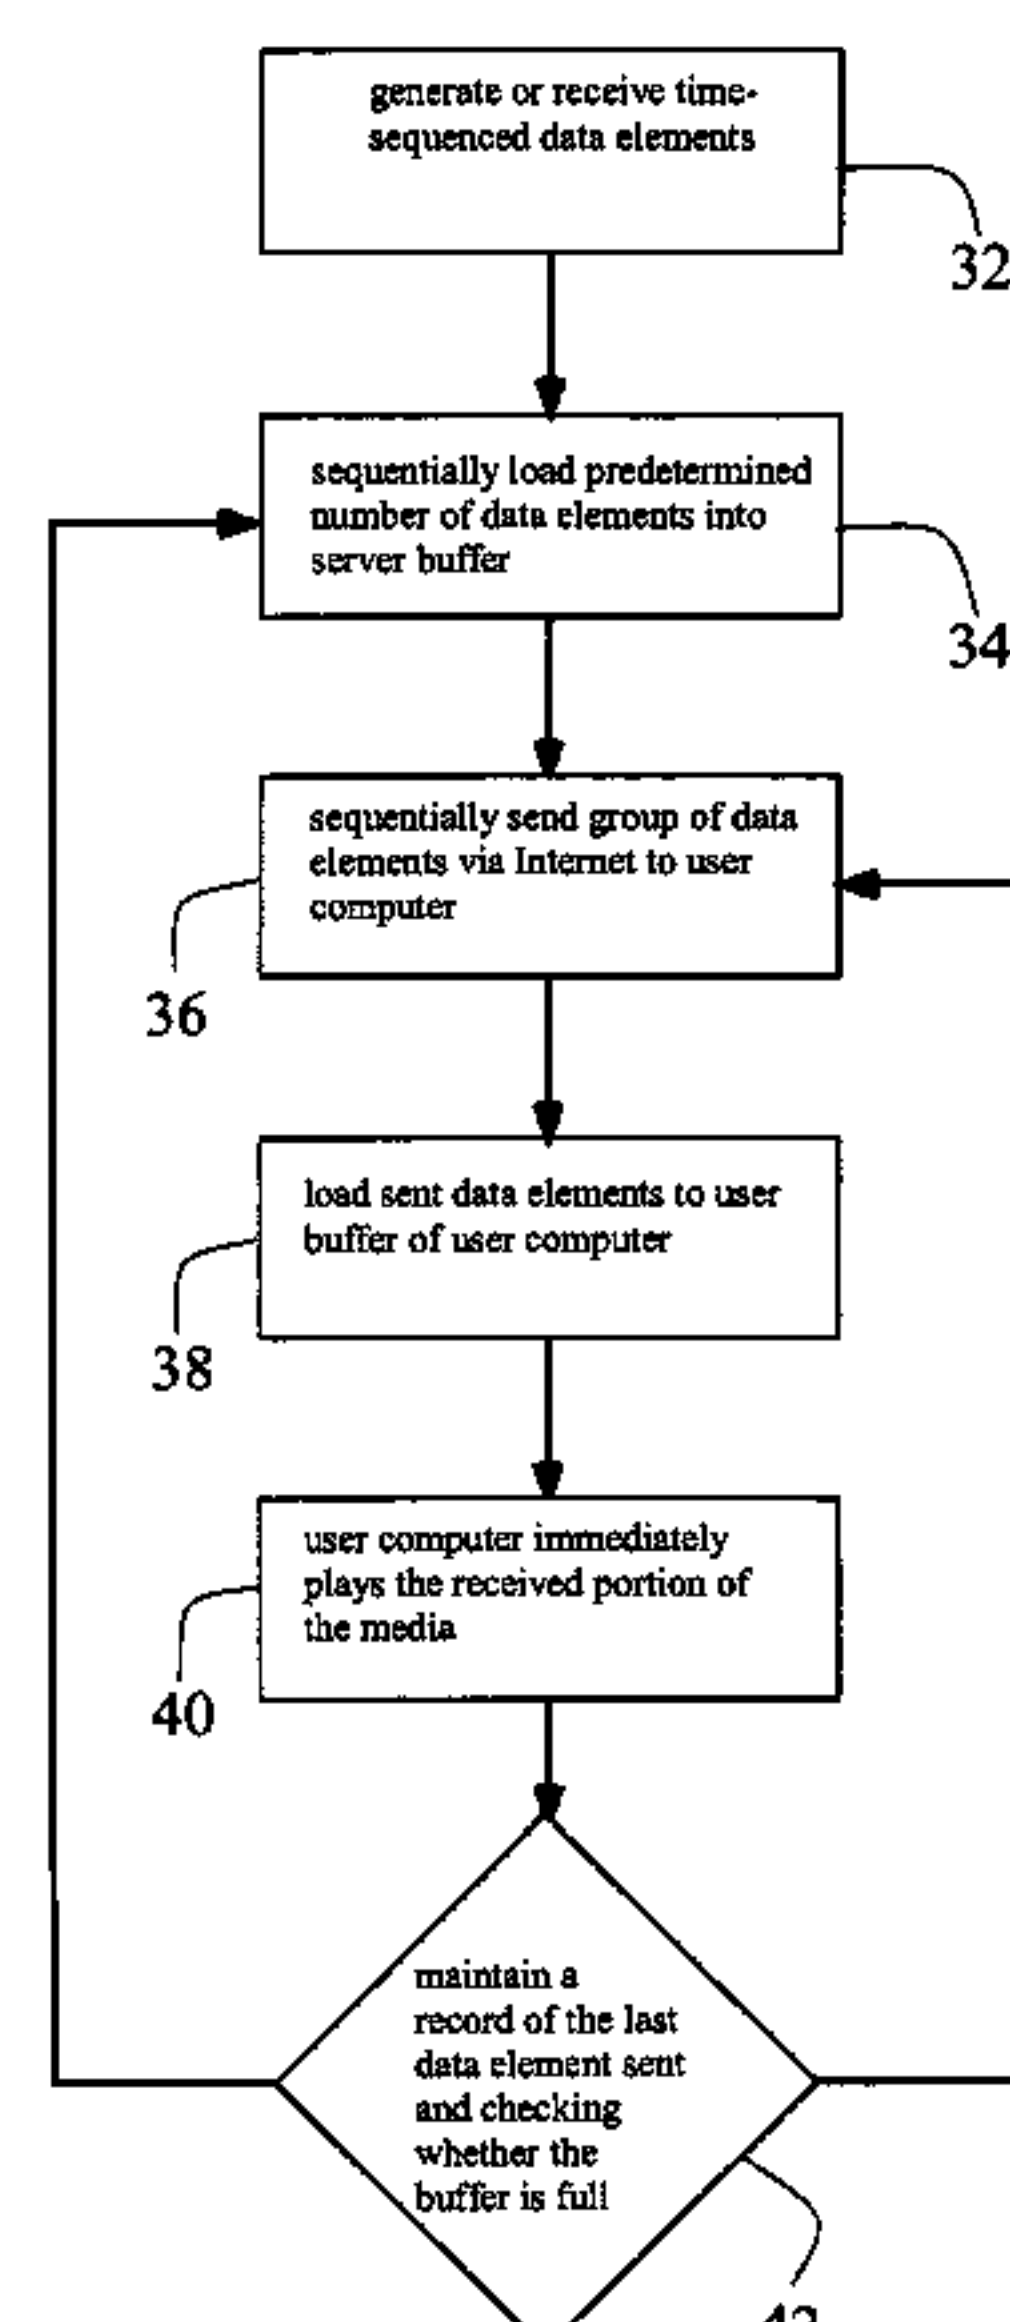 generate or receive time-
sequenced data elements
32
sequentially load predetermined
number of data elements into
server buffer
34
sequentially send group of data
elements via Internet to user
computer
36
load sent data elements to user
buffer of user computer
38
user computer immediately
plays the received portion of
the media
40
maintain a
record of the last
data element sent
and checking
whether the
buffer is full